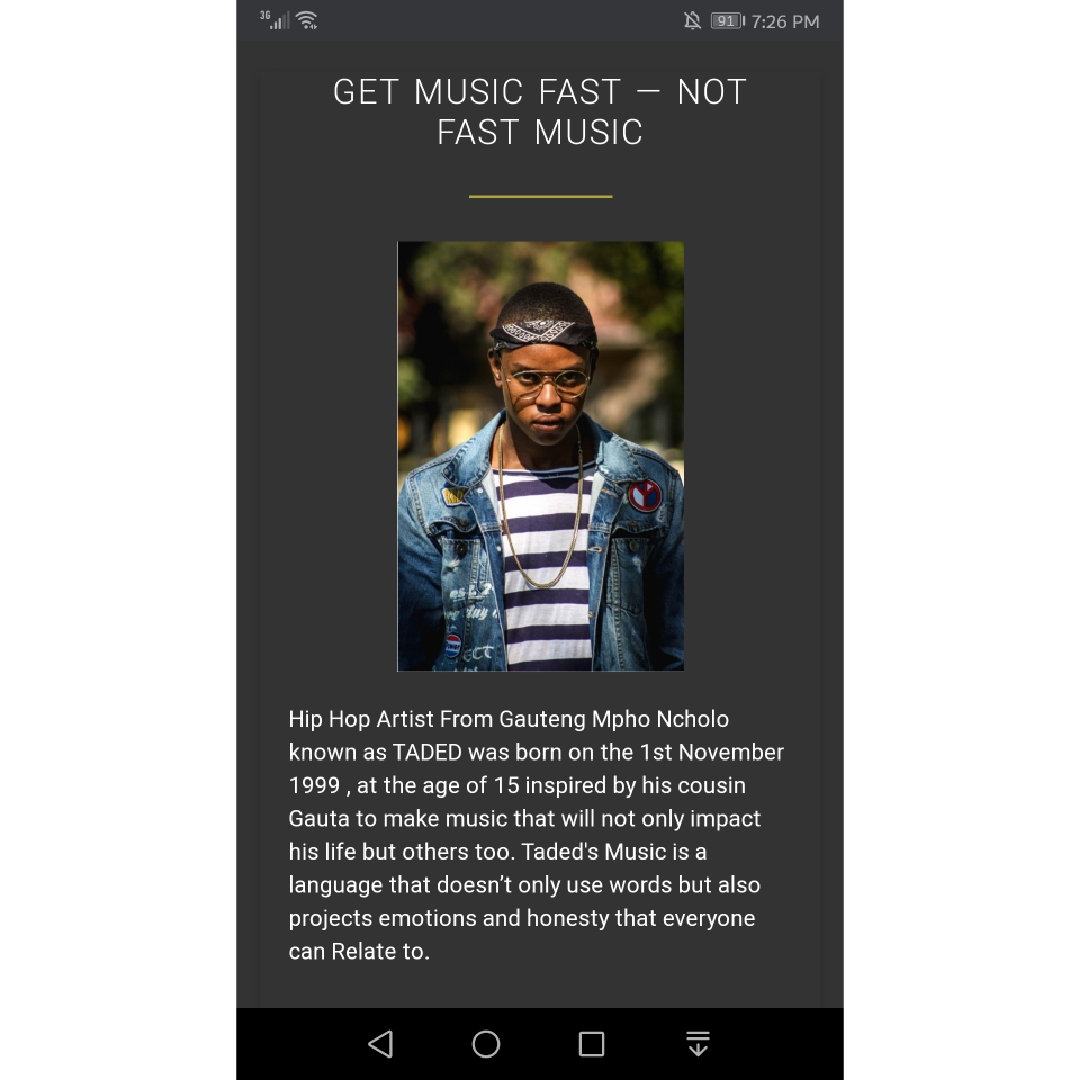 3G 91 7:26 PM
GET MUSIC FAST — NOT
FAST MUSIC
Hip Hop Artist From Gauteng Mpho Ncholo
known as TADED was born on the 1st November
1999 , at the age of 15 inspired by his cousin
Gauta to make music that will not only impact
his life but others too. Taded's Music is a
language that doesn’t only use words but also
projects emotions and honesty that everyone
can Relate to.